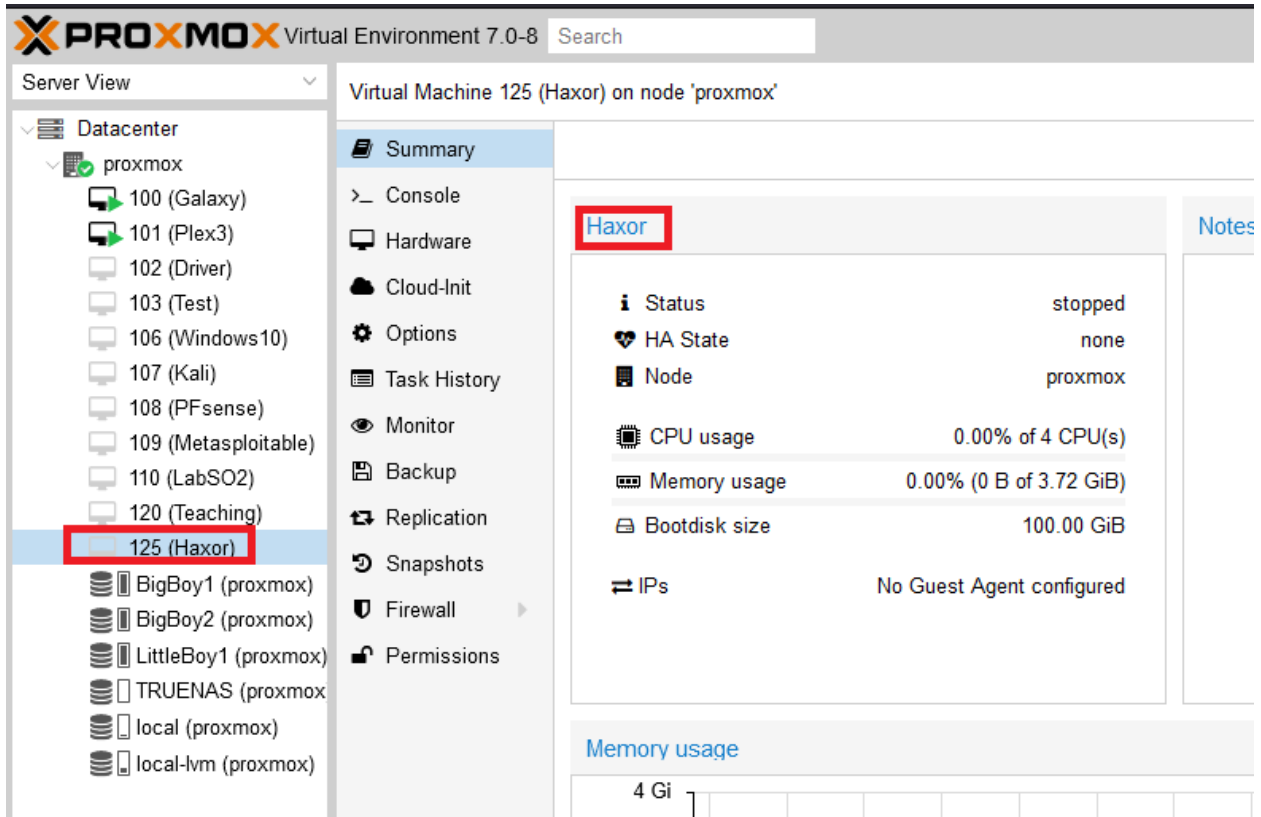 PROXMOX Virtual Environment 7.0-8 Search
Server View
Datacenter
proxmox
100 (Galaxy)
101 (Plex3)
102 (Driver)
103 (Test)
106 (Windows10)
107 (Kali)
108 (PFsense)
109 (Metasploitable)
110 (LabSO2)
120 (Teaching)
125 (Haxor)
BigBoy1 (proxmox)
BigBoy2 (proxmox)
LittleBoy1 (proxmox)
TRUENAS (proxmox
local (proxmox)
local-lvm (proxmox)
Virtual Machine 125 (Haxor) on node 'proxmox'
Summary
Console
Hardware
Cloud-Init
Options
Task History
Monitor
Backup
Replication
Snapshots
Firewall
Permissions
Haxor
Status stopped
HA State none
Node proxmox
CPU usage 0.00% of 4 CPU(s)
Memory usage 0.00% (0 B of 3.72 GiB)
Bootdisk size 100.00 GiB
IPs No Guest Agent configured
Notes
Memory usage
4 Gi